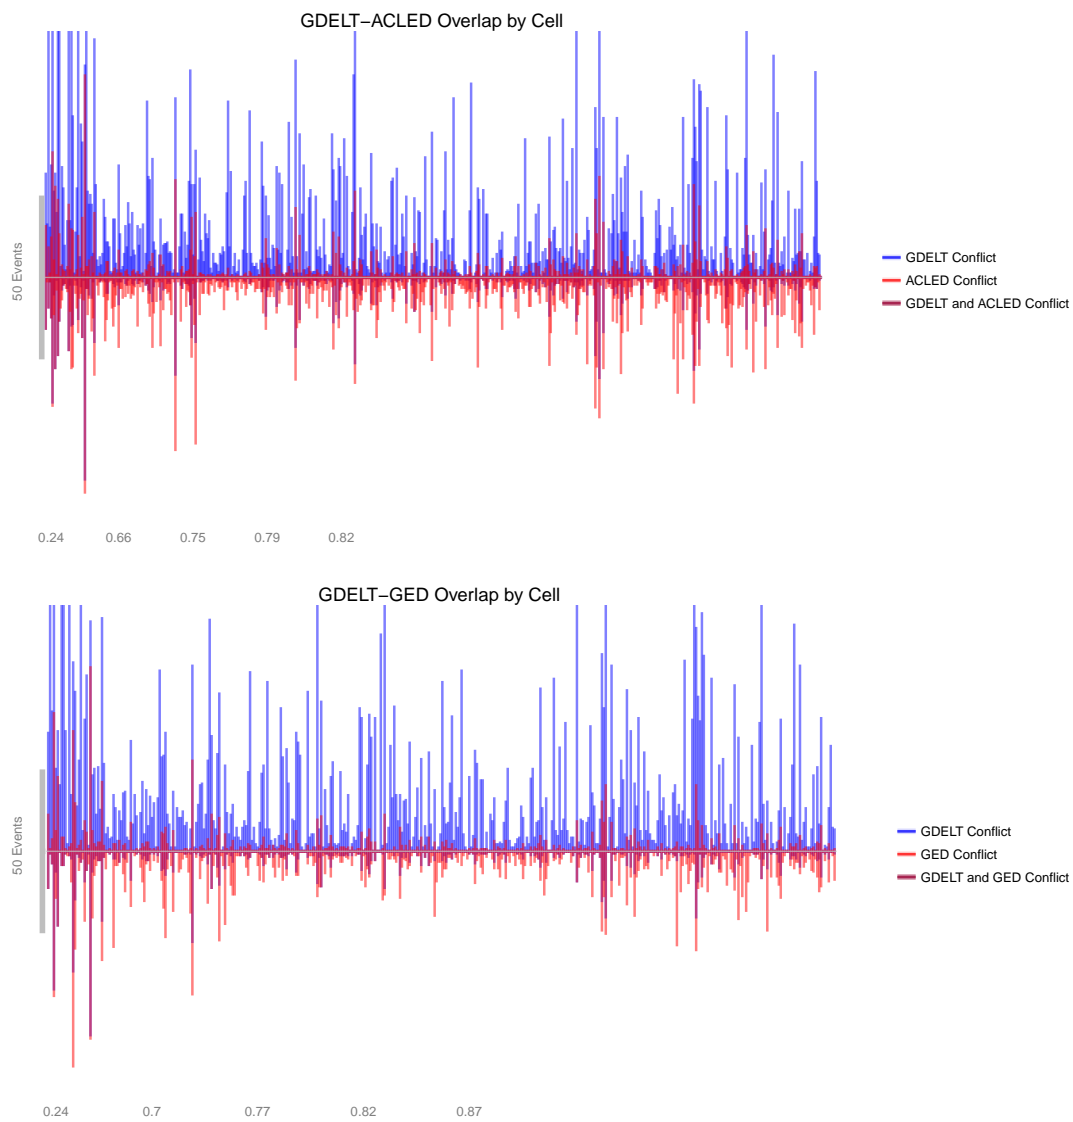 GDELT−ACLED Overlap by Cell
50 Events
GDELT Conflict
ACLED Conflict
GDELT and ACLED Conflict
0.24 0.66 0.75 0.79 0.82
GDELT−GED Overlap by Cell
50 Events
GDELT Conflict
GED Conflict
GDELT and GED Conflict
0.24 0.7 0.77 0.82 0.87